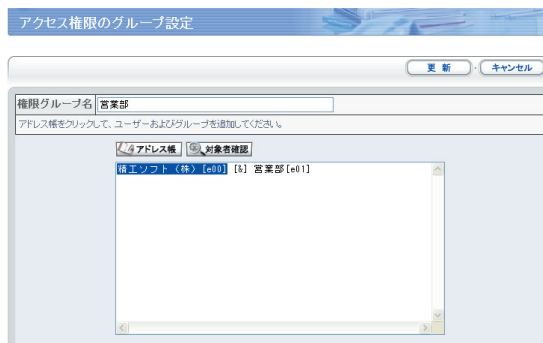 アクセス権限のグループ設定
更 新 ・ キャンセル
権限グループ名 営業部
アドレス帳をクリックして、ユーザーおよびグループを追加してください。
アドレス帳 対象者確認
精工ソフト（株）[e00] [&] 営業部[e01]